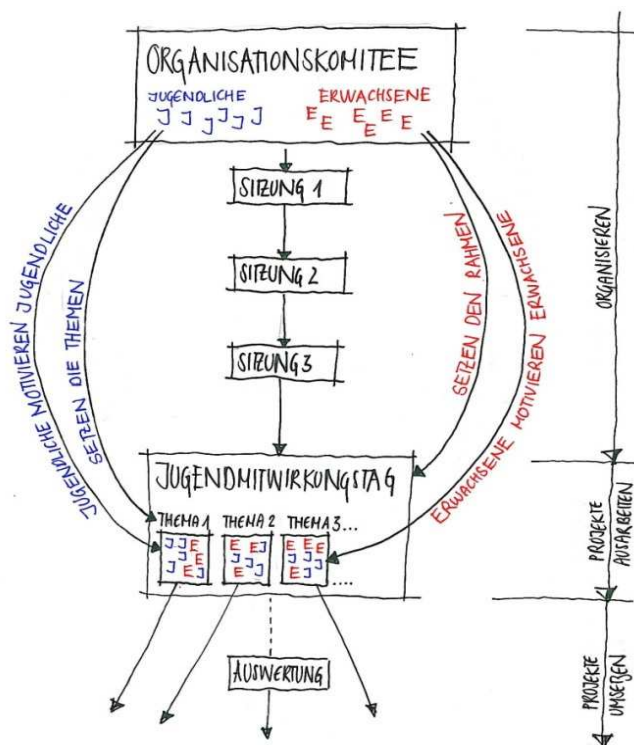 ORGANISATIONSKOMITEE
JUGENDLICHE
J J J J J J
ERWACHSENE
E E E E E E E
SITZUNG 1
SITZUNG 2
SITZUNG 3
JUGENDLICHE MOTIVIEREN JUGENDLICHE
SETZEN DIE THEMEN
SETZEN DEN RAHMEN
ERWACHSENE MOTIVIEREN ERWACHSENE
JUGENDMITWIRKUNGSTAG
THEMA 1 THEMA 2 THEMA 3...
....
AUSWERTUNG
ORGANISIEREN
PROJEKTE
AUSARBEITEN
PROJEKTE
UMSETZEN